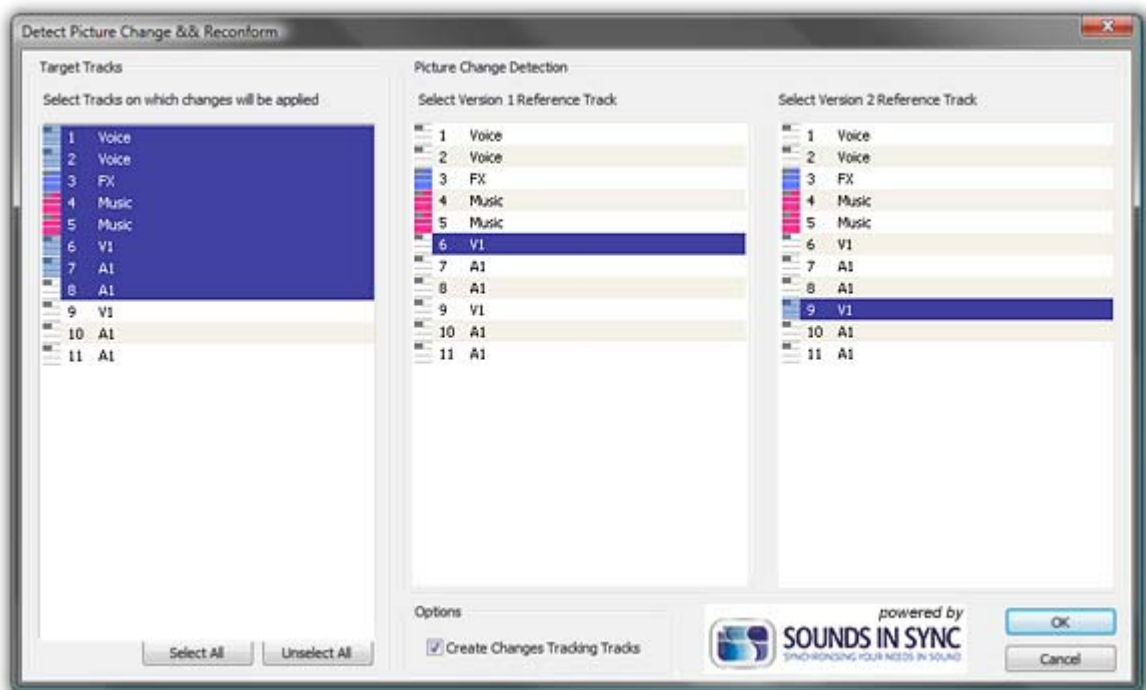 Detect Picture Change && Reconform
Target Tracks
Select Tracks on which changes will be applied
1 Voice
2 Voice
3 FX
4 Music
5 Music
6 V1
7 A1
8 A1
9 V1
10 A1
11 A1
Select All
Unselect All
Picture Change Detection
Select Version 1 Reference Track
1 Voice
2 Voice
3 FX
4 Music
5 Music
6 V1
7 A1
8 A1
9 V1
10 A1
11 A1
Select Version 2 Reference Track
1 Voice
2 Voice
3 FX
4 Music
5 Music
6 V1
7 A1
8 A1
9 V1
10 A1
11 A1
Options
Create Changes Tracking Tracks
powered by
SOUNDS IN SYNC
SYNCHRONISING YOUR NEEDS IN SOUND
OK
Cancel